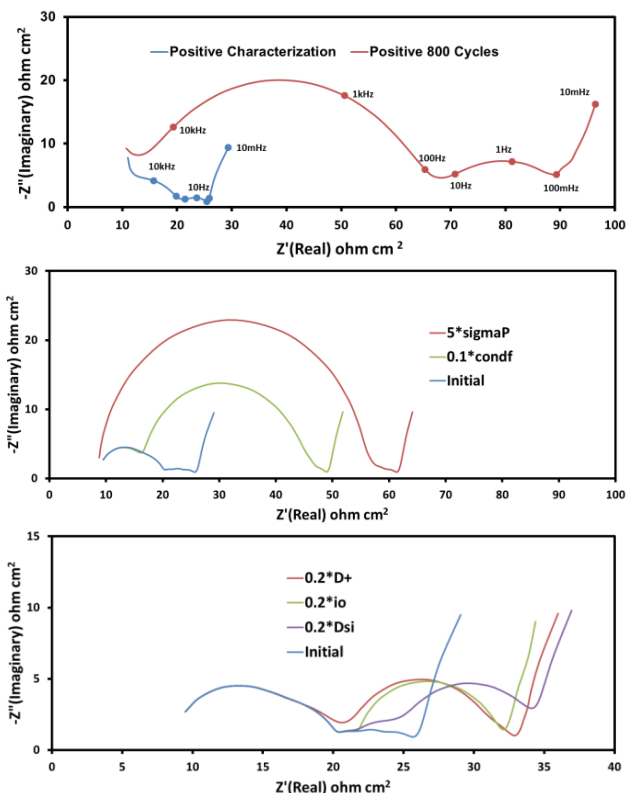 30
20
10
0
-Z"(Imaginary) ohm cm2
Positive Characterization
Positive 800 Cycles
10kHz
10kHz
10Hz
10mHz
1kHz
100Hz
10Hz
1Hz
100mHz
10mHz
0 10 20 30 40 50 60 70 80 90 100
Z'(Real) ohm cm 2
30
20
10
0
-Z"(Imaginary) ohm cm2
5*sigmaP
0.1*condf
Initial
0 10 20 30 40 50 60 70 80 90 100
Z'(Real) ohm cm2
15
10
5
0
-Z"(Imaginary) ohm cm2
0.2*D+
0.2*io
0.2*Dsi
Initial
0 5 10 15 20 25 30 35 40
Z'(Real) ohm cm2